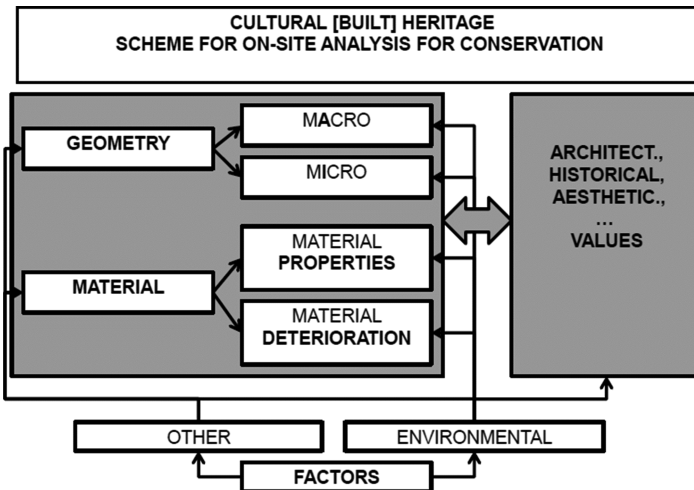 CULTURAL [BUILT] HERITAGE
SCHEME FOR ON-SITE ANALYSIS FOR CONSERVATION
GEOMETRY
MACRO
MICRO
MATERIAL
MATERIAL
PROPERTIES
MATERIAL
DETERIORATION
ARCHITECT.,
HISTORICAL,
AESTHETIC.,
...
VALUES
OTHER
ENVIRONMENTAL
FACTORS